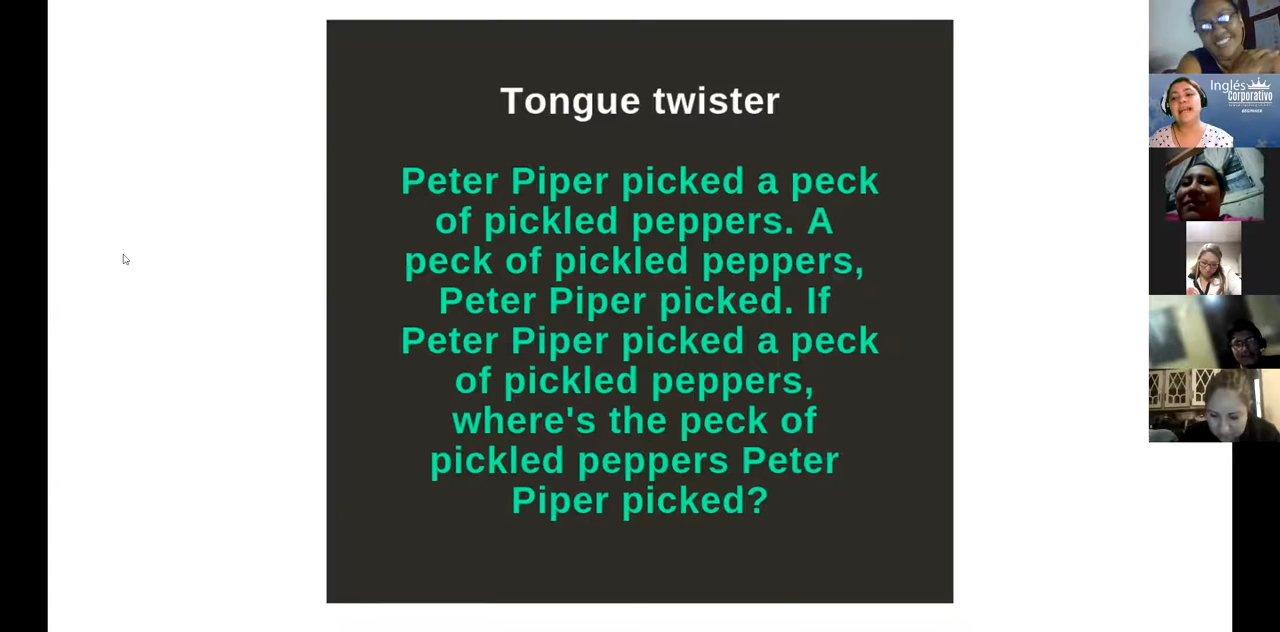 Tongue twister
Peter Piper picked a peck
of pickled peppers. A
peck of pickled peppers,
Peter Piper picked. If
Peter Piper picked a peck
of pickled peppers,
where's the peck of
pickled peppers Peter
Piper picked?
Inglés
Corporativo
BEGINNER